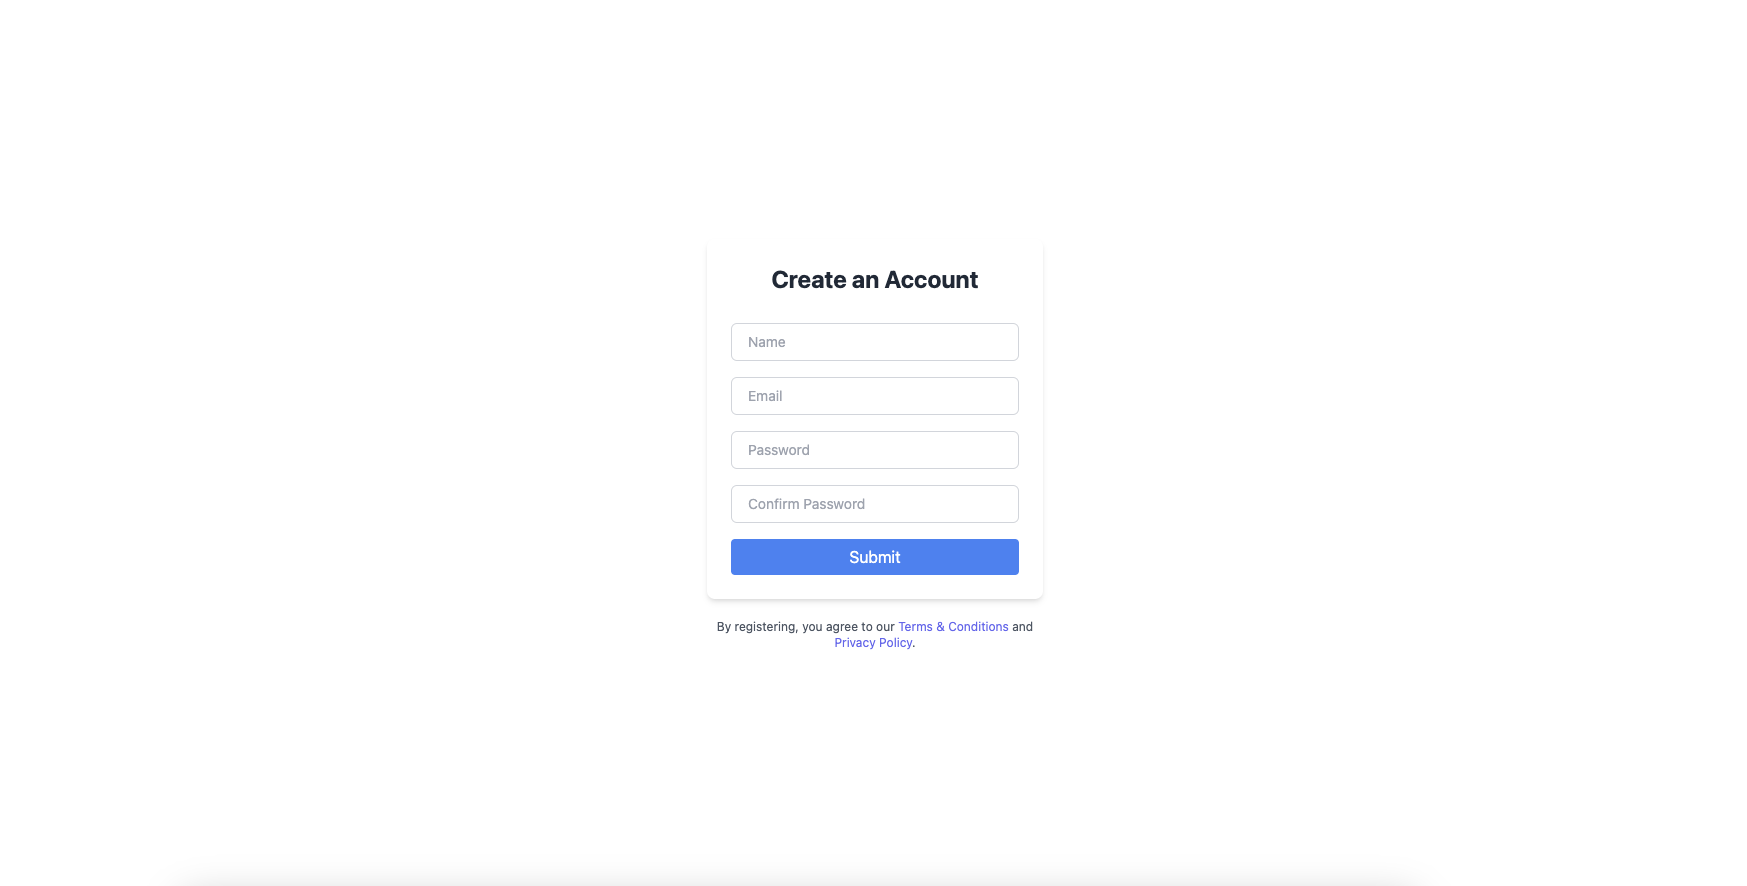 Create an Account
Name
Email
Password
Confirm Password
Submit
By registering, you agree to our Terms & Conditions and
Privacy Policy.